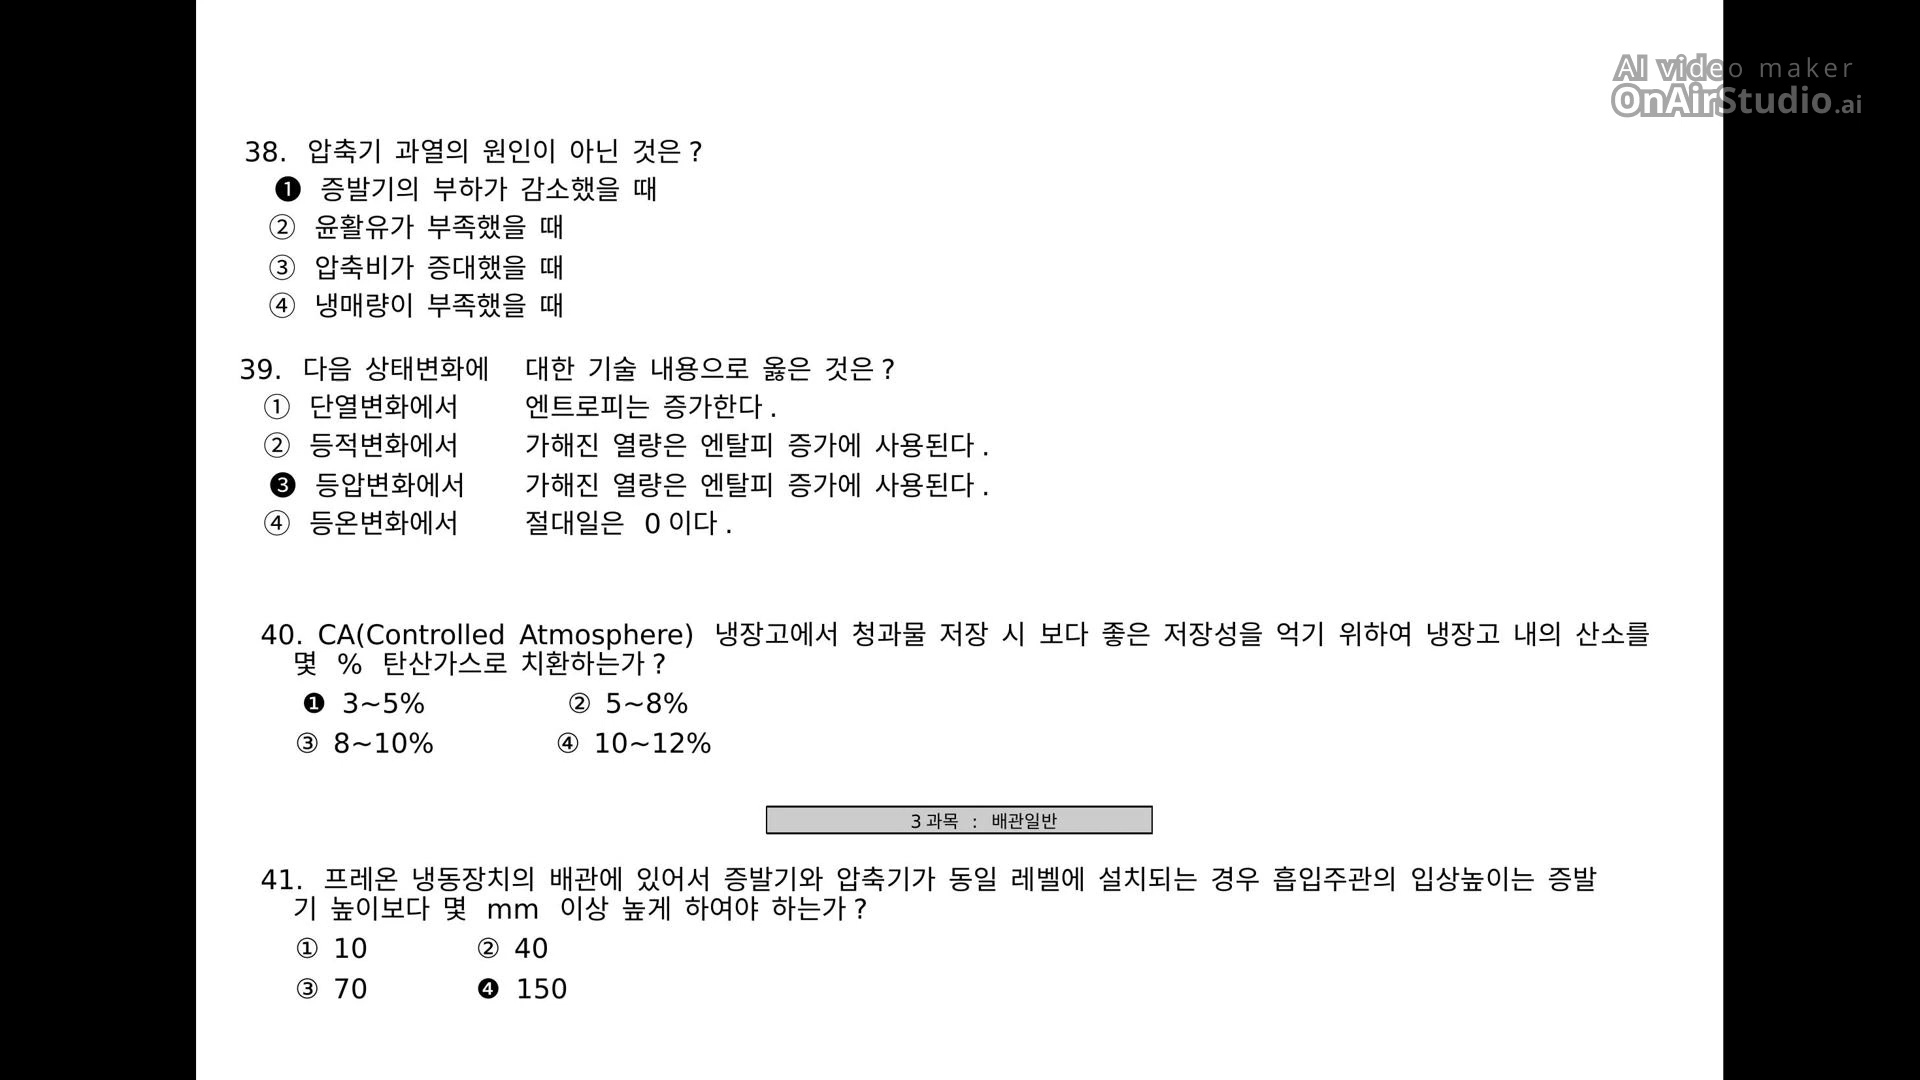 AI video maker
OnAirStudio.ai
38. 압축기 과열의 원인이 아닌 것은?
❶ 증발기의 부하가 감소했을 때
② 윤활유가 부족했을 때
③ 압축비가 증대했을 때
④ 냉매량이 부족했을 때
39. 다음 상태변화에 대한 기술 내용으로 옳은 것은?
① 단열변화에서 엔트로피는 증가한다.
② 등적변화에서 가해진 열량은 엔탈피 증가에 사용된다.
❸ 등압변화에서 가해진 열량은 엔탈피 증가에 사용된다.
④ 등온변화에서 절대일은 0이다.
40. CA(Controlled Atmosphere) 냉장고에서 청과물 저장 시 보다 좋은 저장성을 억기 위하여 냉장고 내의 산소를
몇 % 탄산가스로 치환하는가?
❶ 3~5% ② 5~8%
③ 8~10% ④ 10~12%
3과목 : 배관일반
41. 프레온 냉동장치의 배관에 있어서 증발기와 압축기가 동일 레벨에 설치되는 경우 흡입주관의 입상높이는 증발
기 높이보다 몇 mm 이상 높게 하여야 하는가?
① 10 ② 40
③ 70 ❹ 150